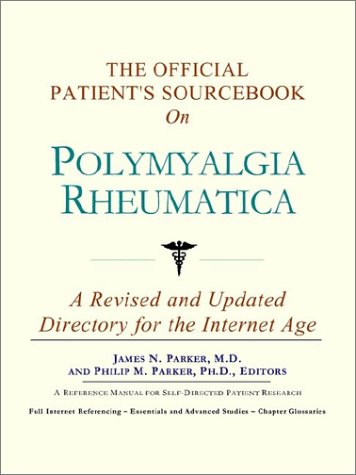 THE OFFICIAL
PATIENT'S SOURCEBOOK
On
POLYMYALGIA
RHEUMATICA
A Revised and Updated
Directory for the Internet Age
JAMES N. PARKER, M.D.
AND PHILIP M. PARKER, PH.D., EDITORS
A REFERENCE MANUAL FOR SELF-DIRECTED PATIENT RESEARCH
Full Internet Referencing – Essentials and Advanced Studies – Chapter Glossaries